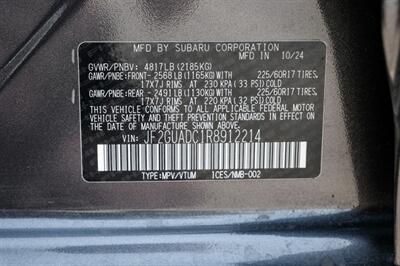 MFD BY SUBARU CORPORATION
GVWR/PNBV: 4817LB (2185KG) 10/24
GAWR/PNBE:FRONT- 2568LB(1165KG)WITH 225/60R17 TIRES,
17X7J RIMS AT 230 KPA (33 PSI)COLD
GAWR/PNBE:REAR - 2491LB(1130KG)WITH 225/60R17 TIRES,
17X7J RIMS AT 220 KPA (32 PSI)COLD
THIS VEHICLE CONFORMS TO ALL APPLICABLE FEDERAL MOTOR
VEHICLE SAFETY, BUMPER, AND THEFT PREVENTION STANDARDS IN
EFFECT ON THE DATE OF MANUFACTURE SHOWN ABOVE.
VIN: JF2GUADC1R8912214
TYPE:MPV/VTUM ICES/NMB-002